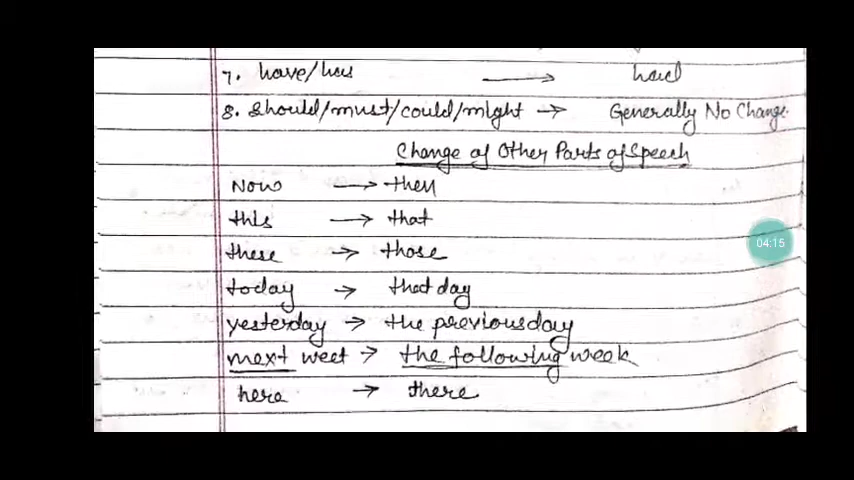 7. have/has → had
8. Should/must/could/might → Generally No Change.
Change of Other Parts of Speech
Now → then
this → that
these → those
today → that day
yesterday → the previous day
next week → the following week
here → there
04:15